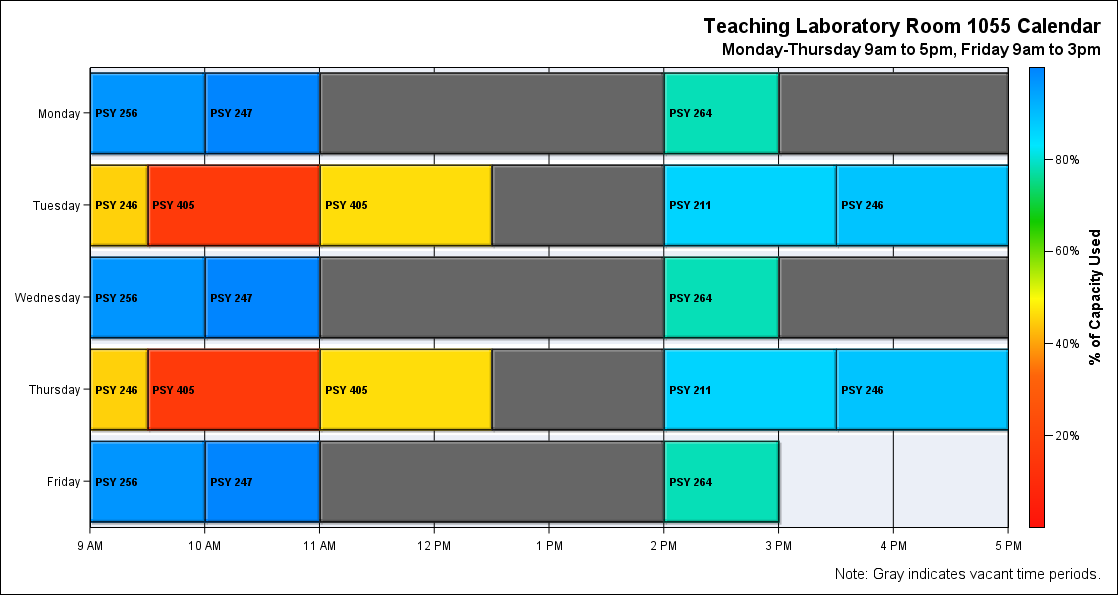 Teaching Laboratory Room 1055 Calendar
Monday-Thursday 9am to 5pm, Friday 9am to 3pm
Monday
PSY 256
PSY 247
PSY 264
Tuesday
PSY 246
PSY 405
PSY 405
PSY 211
PSY 246
Wednesday
PSY 256
PSY 247
PSY 264
Thursday
PSY 246
PSY 405
PSY 405
PSY 211
PSY 246
Friday
PSY 256
PSY 247
PSY 264
9 AM
10 AM
11 AM
12 PM
1 PM
2 PM
3 PM
4 PM
5 PM
80%
60%
40%
20%
% of Capacity Used
Note: Gray indicates vacant time periods.